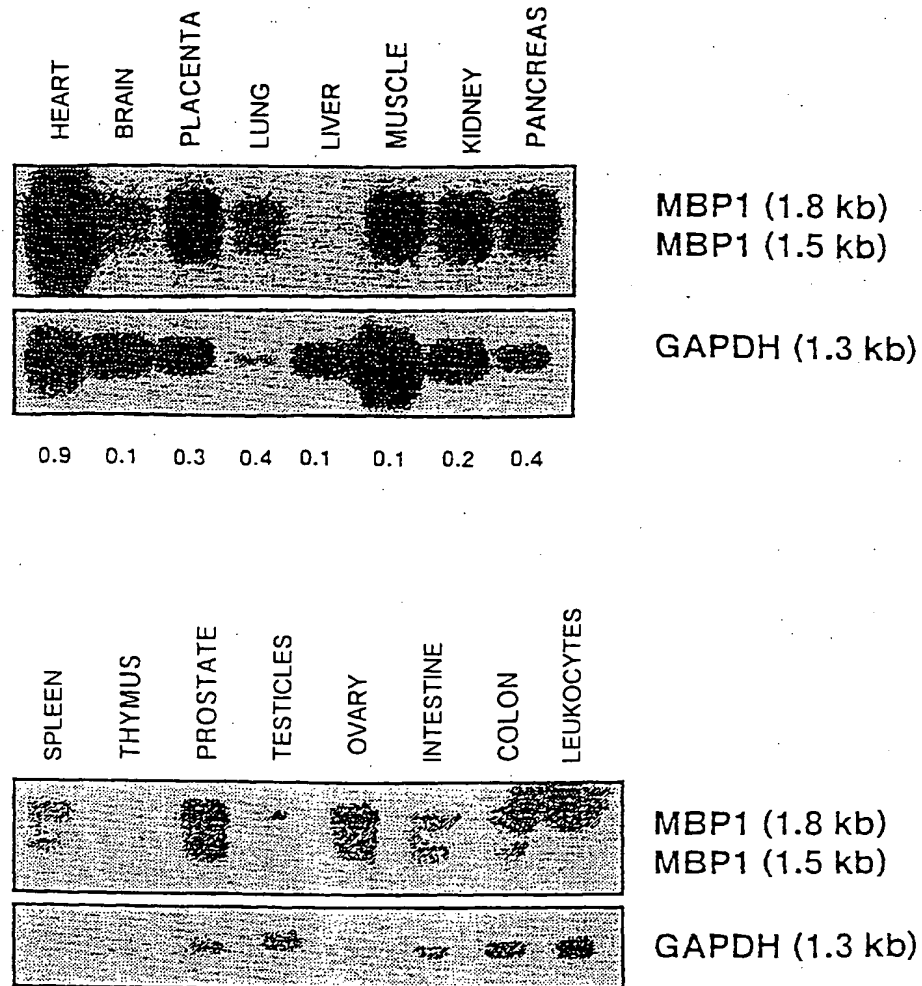 HEART
BRAIN
PLACENTA
LUNG
LIVER
MUSCLE
KIDNEY
PANCREAS
MBP1 (1.8 kb)
MBP1 (1.5 kb)
GAPDH (1.3 kb)
0.9 0.1 0.3 0.4 0.1 0.1 0.2 0.4
SPLEEN
THYMUS
PROSTATE
TESTICLES
OVARY
INTESTINE
COLON
LEUKOCYTES
MBP1 (1.8 kb)
MBP1 (1.5 kb)
GAPDH (1.3 kb)